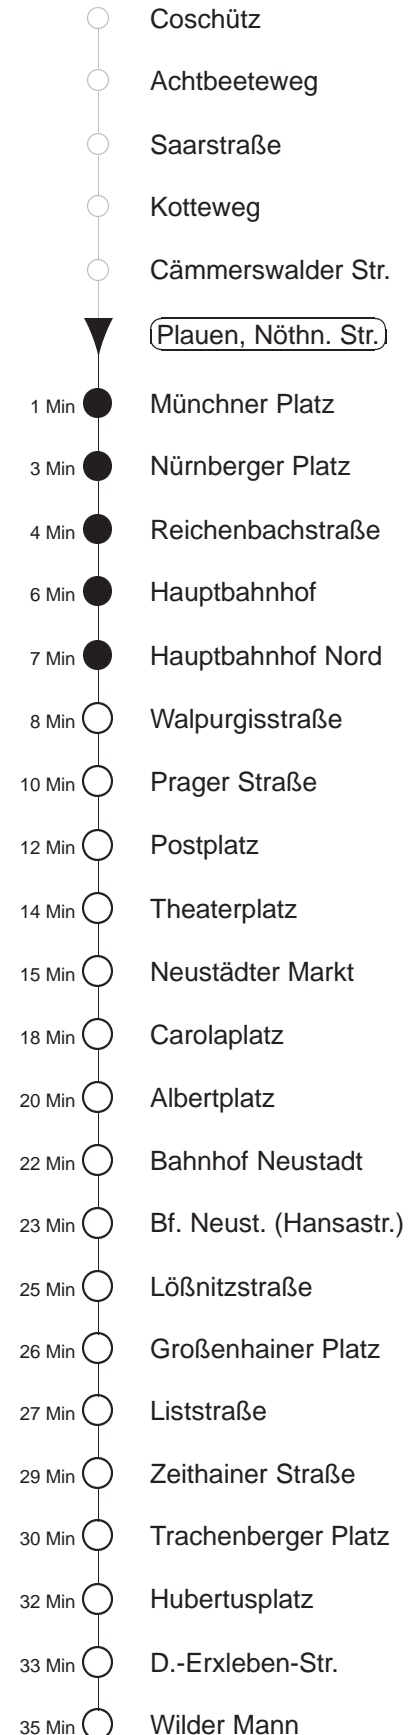 Coschütz
Achtbeeteweg
Saarstraße
Kotteweg
Cämmerswalder Str.
Plauen, Nöthn. Str.
1 Min Münchner Platz
3 Min Nürnberger Platz
4 Min Reichenbachstraße
6 Min Hauptbahnhof
7 Min Hauptbahnhof Nord
8 Min Walpurgisstraße
10 Min Prager Straße
12 Min Postplatz
14 Min Theaterplatz
15 Min Neustädter Markt
18 Min Carolaplatz
20 Min Albertplatz
22 Min Bahnhof Neustadt
23 Min Bf. Neust. (Hansastr.)
25 Min Lößnitzstraße
26 Min Großenhainer Platz
27 Min Liststraße
29 Min Zeithainer Straße
30 Min Trachenberger Platz
32 Min Hubertusplatz
33 Min D.-Erxleben-Str.
35 Min Wilder Mann